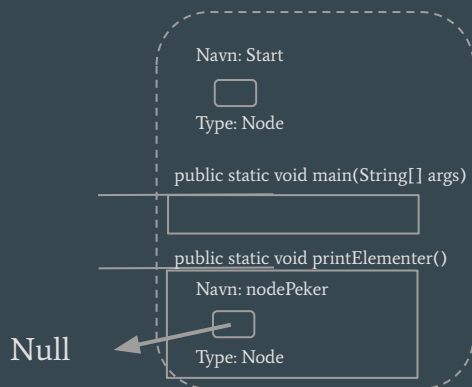 Navn: Start
Type: Node
public static void main(String[] args)
public static void printElementer()
Navn: nodePeker
Null
Type: Node